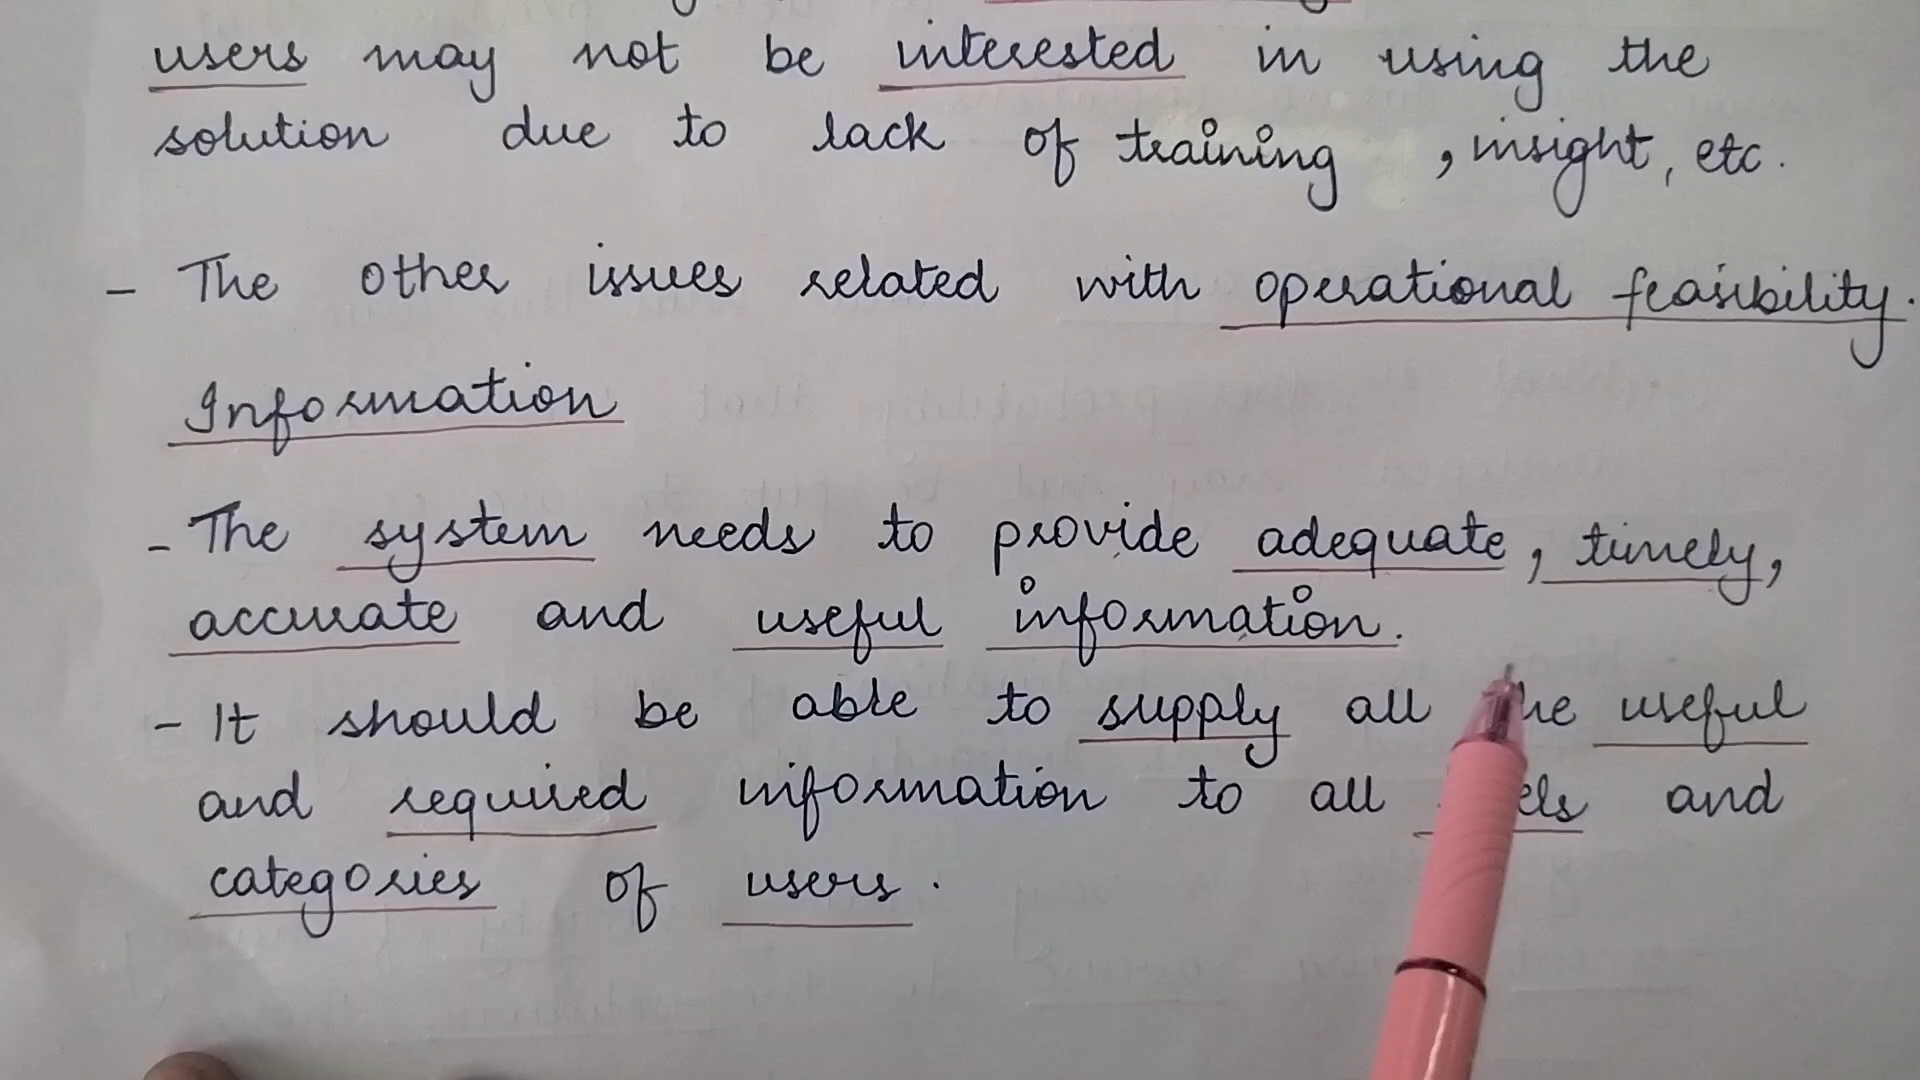 users may not be interested in using the
solution due to lack of training , insight, etc.
- The other issues related with operational feasibility.
Information
- The system needs to provide adequate, timely,
accurate and useful information.
- It should be able to supply all the useful
and required information to all and
categories of users.